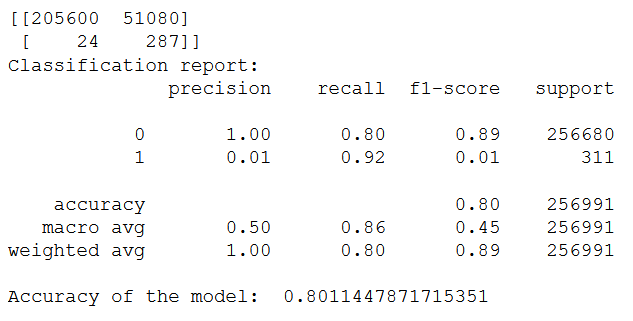 [[205600  51080]
 [    24    287]]
Classification report:
              precision    recall  f1-score   support

           0       1.00      0.80      0.89    256680
           1       0.01      0.92      0.01       311

    accuracy                           0.80    256991
   macro avg       0.50      0.86      0.45    256991
weighted avg       1.00      0.80      0.89    256991

Accuracy of the model:  0.8011447871715351